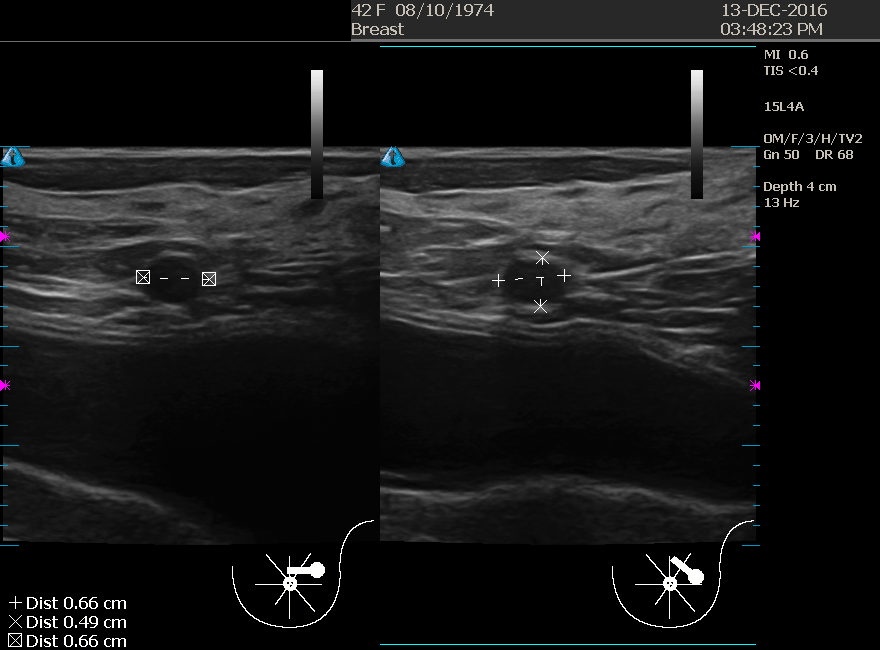 42 F 08/10/1974 13-DEC-2016
Breast 03:48:23 PM
MI 0.6
TIS <0.4
15L4A
OM/F/3/H/TV2
Gn 50 DR 68
Depth 4 cm
13 Hz
Dist 0.66 cm
Dist 0.49 cm
Dist 0.66 cm